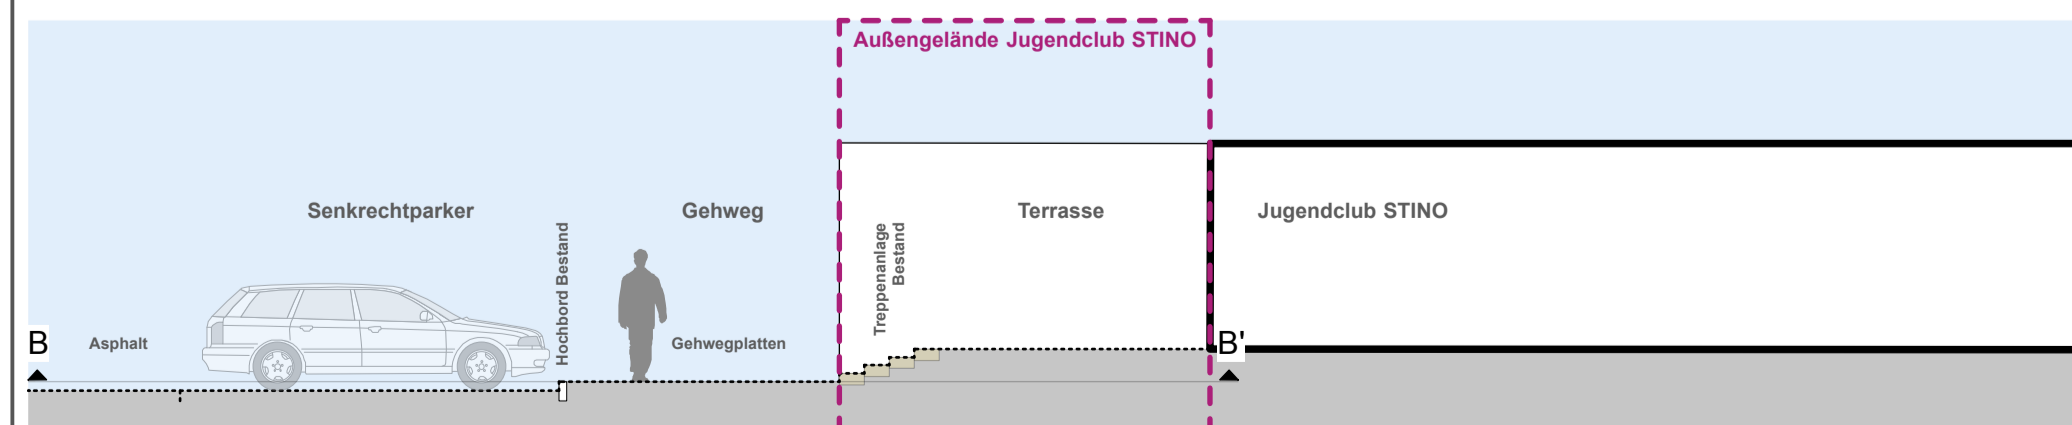 Außengelände Jugendclub STINO
Senkrechtparker
Gehweg
Terrasse
Jugendclub STINO
Hochbord Bestand
Treppenanlage
Bestand
B
Asphalt
Gehwegplatten
B'